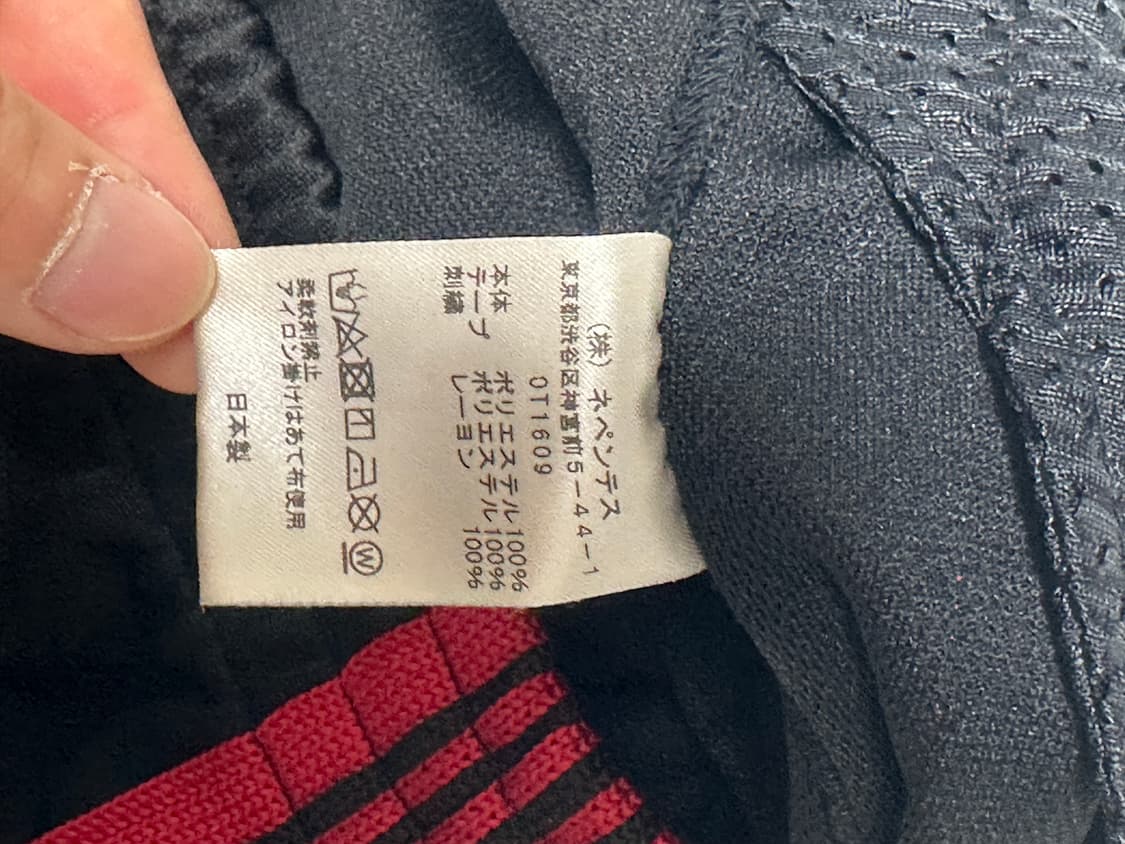 (株) ネペンテス
東京都渋谷区神宮前5-44-1
OT1609
本体 ポリエステル100%
テープ ポリエステル100%
刺繍 レーヨン 100%
W
柔軟剤禁止
アイロン掛けはあて布使用
日本製